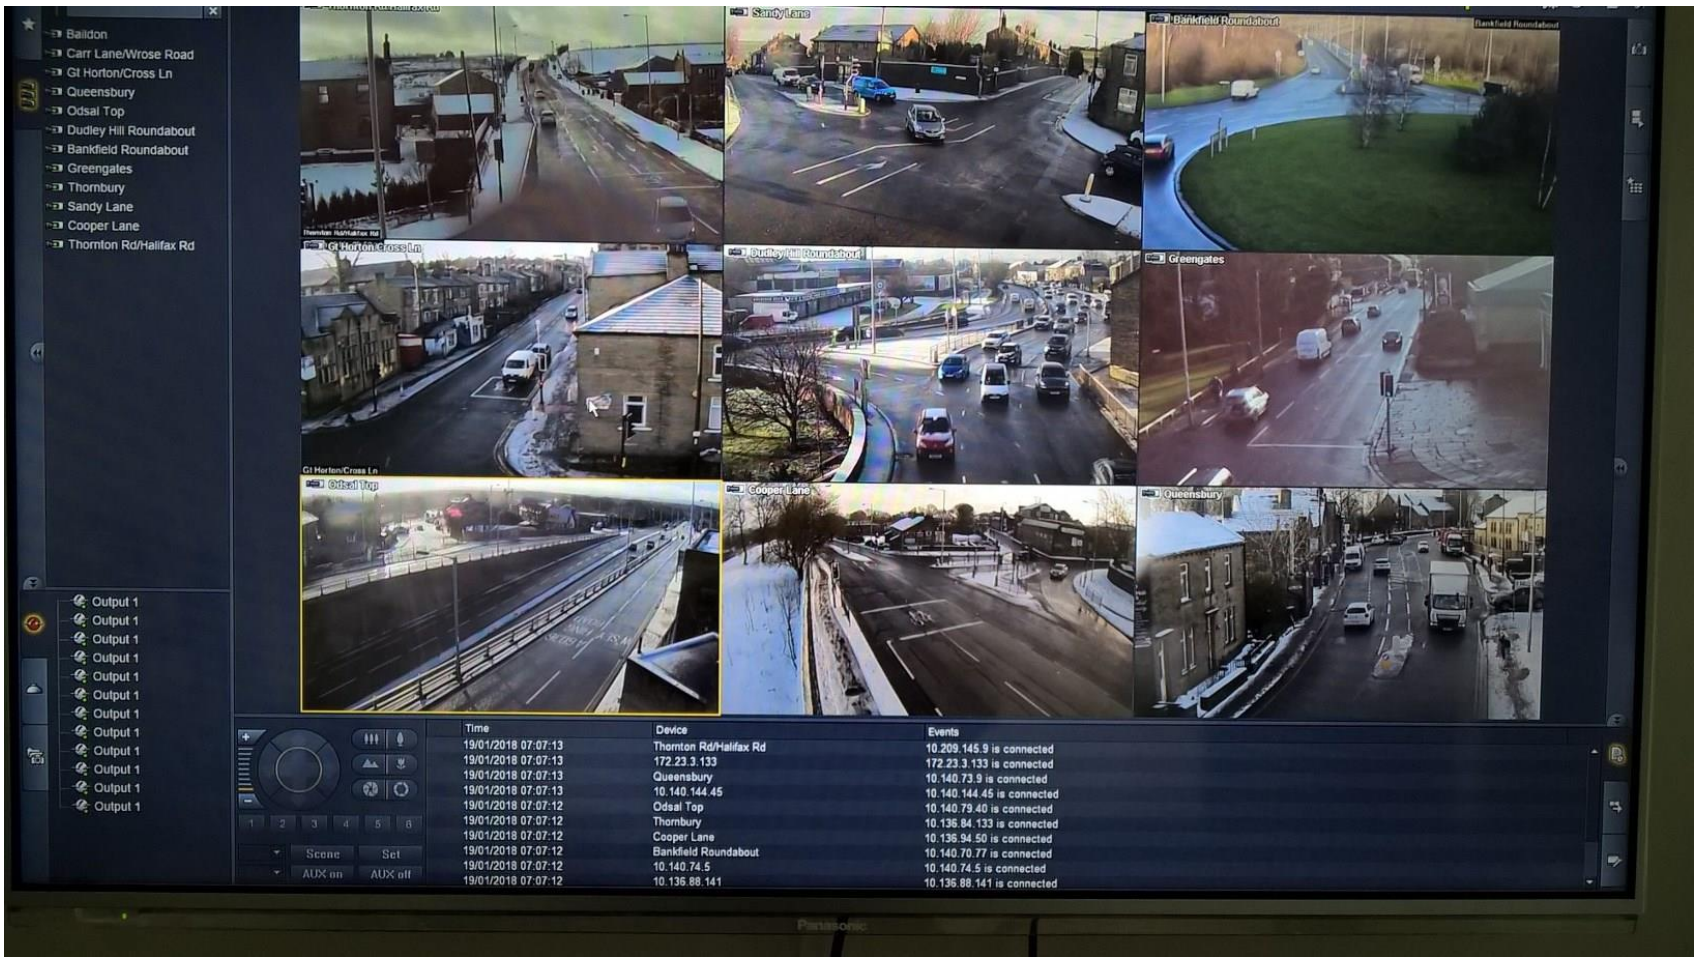 Baildon
Carr Lane/Wrose Road
Gt Horton/Cross Ln
Queensbury
Odsal Top
Dudley Hill Roundabout
Bankfield Roundabout
Greengates
Thornbury
Sandy Lane
Cooper Lane
Thornton Rd/Halifax Rd
Thornton Rd/Halifax Rd
Thornton Rd/Halifax Rd
Sandy Lane
Bankfield Roundabout
Bankfield Roundabout
Gt Horton/Cross Ln
Gt Horton/Cross Ln
Dudley Hill Roundabout
Greengates
Odsal Top
Cooper Lane
Queensbury
Output 1
Output 1
Output 1
Output 1
Output 1
Output 1
Output 1
Output 1
Output 1
Output 1
Output 1
Output 1
1 2 3 4 5 6
Scene Set
AUX on AUX off
Time Device Events
19/01/2018 07:07:13 Thornton Rd/Halifax Rd 10.209.145.9 is connected
19/01/2018 07:07:13 172.23.3.133 172.23.3.133 is connected
19/01/2018 07:07:13 Queensbury 10.140.73.9 is connected
19/01/2018 07:07:13 10.140.144.45 10.140.144.45 is connected
19/01/2018 07:07:12 Odsal Top 10.140.79.40 is connected
19/01/2018 07:07:12 Thornbury 10.136.84.133 is connected
19/01/2018 07:07:12 Cooper Lane 10.136.94.50 is connected
19/01/2018 07:07:12 Bankfield Roundabout 10.140.70.77 is connected
19/01/2018 07:07:12 10.140.74.5 10.140.74.5 is connected
19/01/2018 07:07:12 10.136.88.141 10.136.88.141 is connected
Panasonic